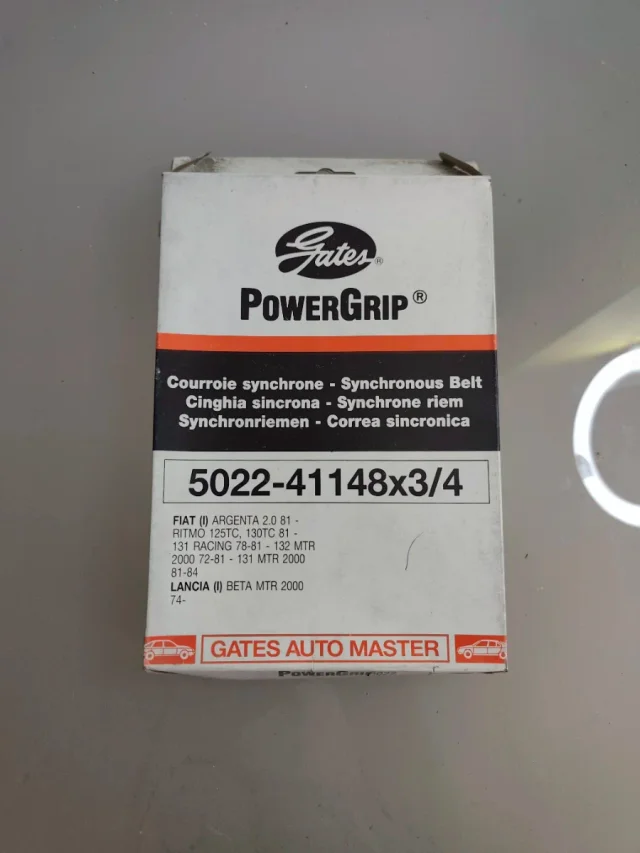 Gates®
POWERGRIP®
Courroie synchrone - Synchronous Belt
Cinghia sincrona - Synchrone riem
Synchronriemen - Correa sincronica
5022-41148x3/4
FIAT (I) ARGENTA 2.0 81 -
RITMO 125TC, 130TC 81 -
131 RACING 78-81 - 132 MTR
2000 72-81 - 131 MTR 2000
81-84
LANCIA (I) BETA MTR 2000
74-
GATES AUTO MASTER
POWERGRIP